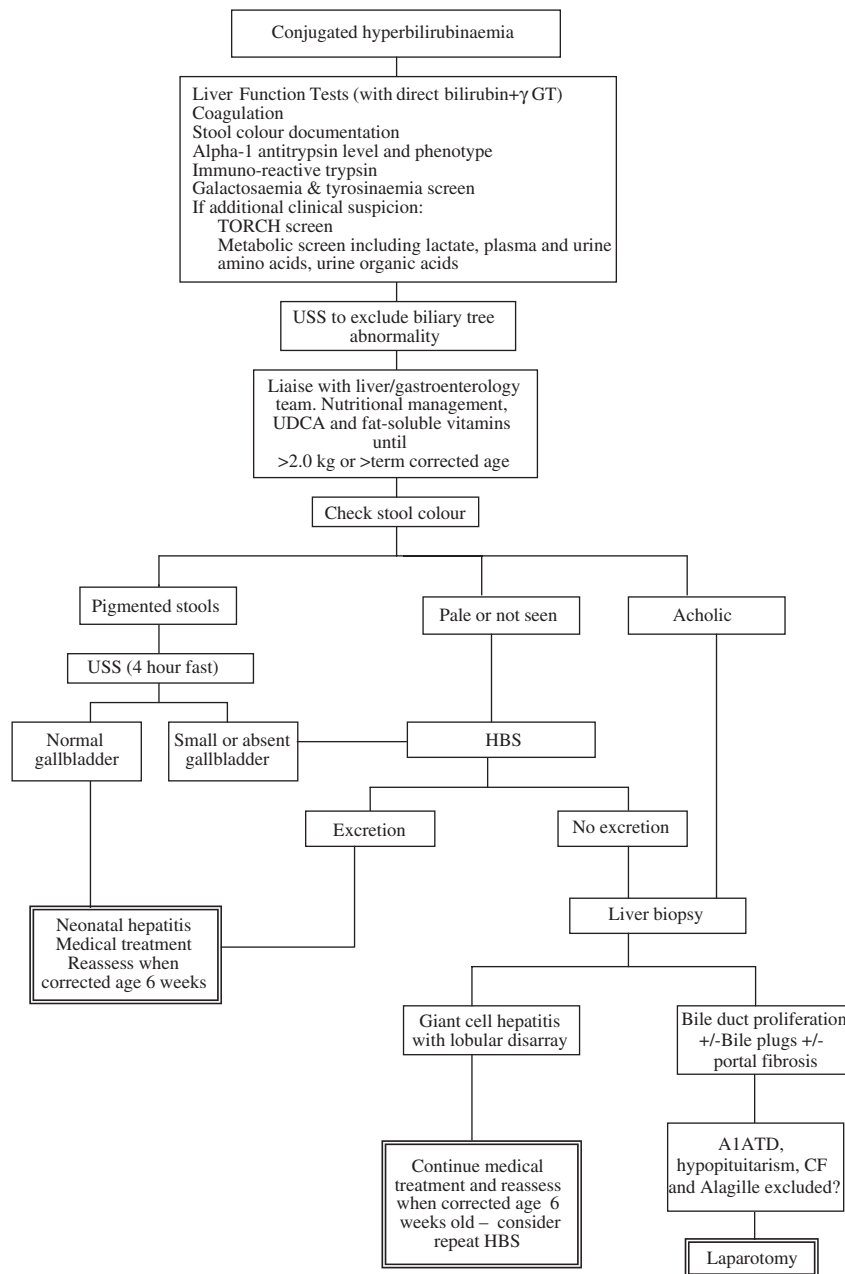 Conjugated hyperbilirubinaemia
Liver Function Tests (with direct bilirubin+γ GT)
Coagulation
Stool colour documentation
Alpha-1 antitrypsin level and phenotype
Immuno-reactive trypsin
Galactosaemia & tyrosinaemia screen
If additional clinical suspicion:
TORCH screen
Metabolic screen including lactate, plasma and urine
amino acids, urine organic acids
USS to exclude biliary tree
abnormality
Liaise with liver/gastroenterology
team. Nutritional management,
UDCA and fat-soluble vitamins
until
>2.0 kg or >term corrected age
Check stool colour
Pigmented stools
Pale or not seen
Acholic
USS (4 hour fast)
Normal
gallbladder
Small or absent
gallbladder
HBS
Excretion
No excretion
Liver biopsy
Neonatal hepatitis
Medical treatment
Reassess when
corrected age 6 weeks
Giant cell hepatitis
with lobular disarray
Bile duct proliferation
+/-Bile plugs +/-
portal fibrosis
Continue medical
treatment and reassess
when corrected age 6
weeks old – consider
repeat HBS
A1ATD,
hypopituitarism, CF
and Alagille excluded?
Laparotomy